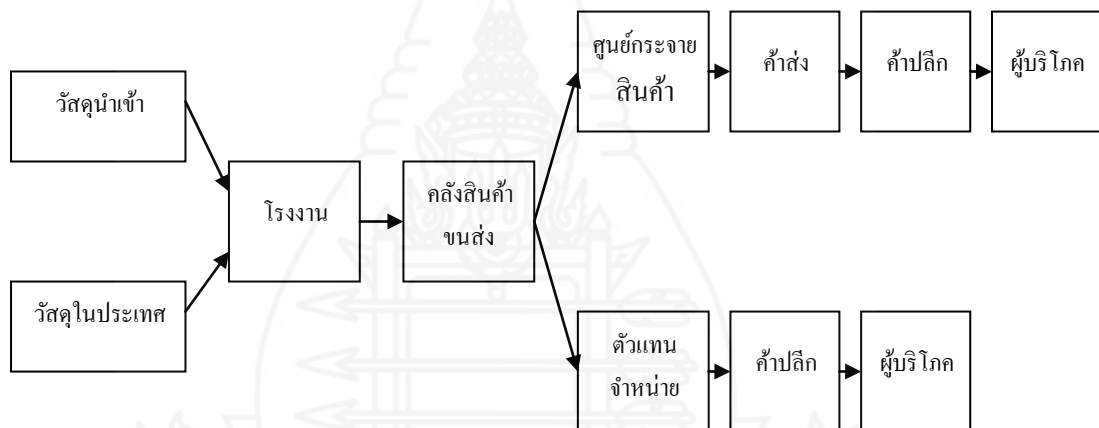 วัสดุนำเข้า
วัสดุในประเทศ
โรงงาน
คลังสินค้า
ขนส่ง
ศูนย์กระจาย
สินค้า
ค้าส่ง
ค้าปลีก
ผู้บริโภค
ตัวแทน
จำหน่าย
ค้าปลีก
ผู้บริโภค